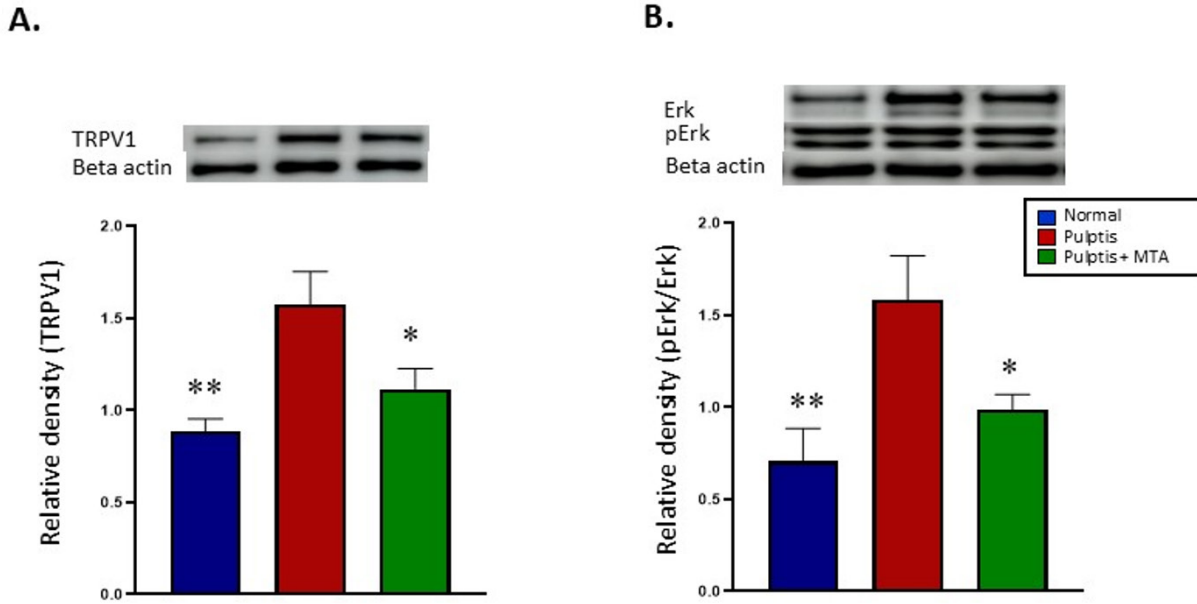 A.
TRPV1
Beta actin
Relative density (TRPV1)
2.0
1.5
1.0
0.5
0.0
**
*
B.
Erk
pErk
Beta actin
Normal
Pulptis
Pulptis + MTA
Relative density (pErk/Erk)
2.0
1.5
1.0
0.5
0.0
**
*